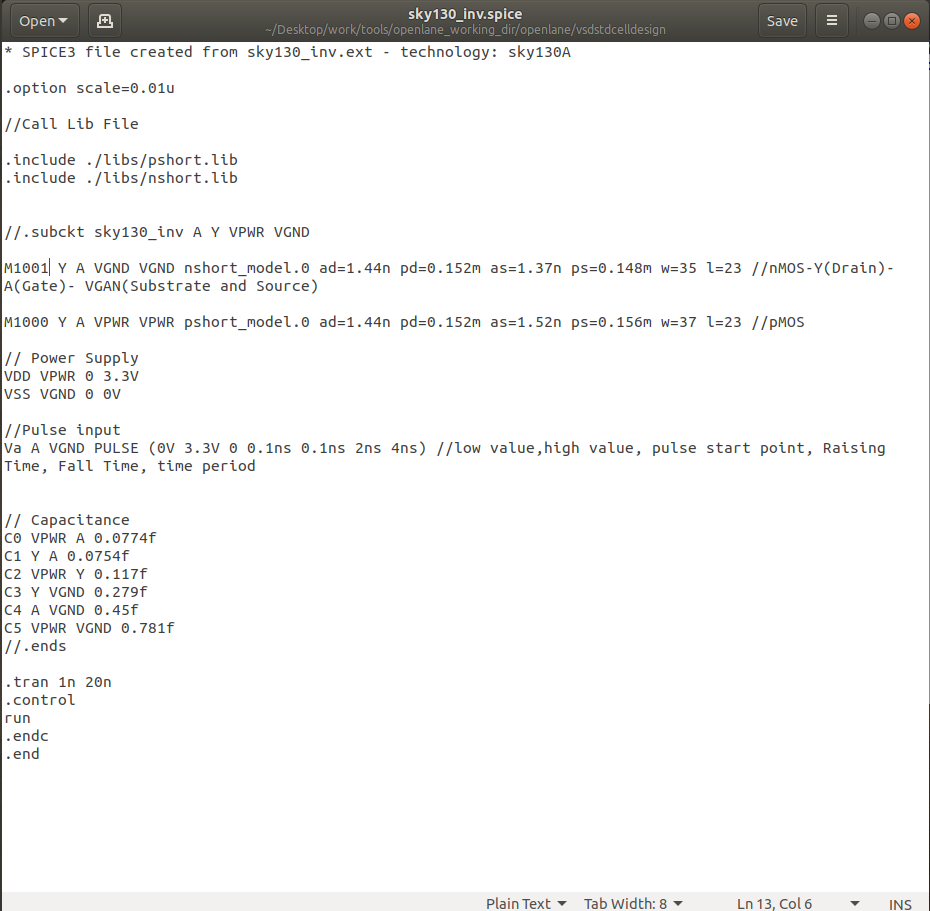 Open
sky130_inv.spice
~/Desktop/work/tools/openlane_working_dir/openlane/vsdstdcelldesign
Save
* SPICE3 file created from sky130_inv.ext - technology: sky130A
.option scale=0.01u
//Call Lib File
.include ./libs/pshort.lib
.include ./libs/nshort.lib
//.subckt sky130_inv A Y VPWR VGND
M1001 Y A VGND VGND nshort_model.0 ad=1.44n pd=0.152m as=1.37n ps=0.148m w=35 l=23 //nMOS-Y(Drain)-
A(Gate)- VGAN(Substrate and Source)
M1000 Y A VPWR VPWR pshort_model.0 ad=1.44n pd=0.152m as=1.52n ps=0.156m w=37 l=23 //pMOS
// Power Supply
VDD VPWR 0 3.3V
VSS VGND 0 0V
//Pulse input
Va A VGND PULSE (0V 3.3V 0 0.1ns 0.1ns 2ns 4ns) //low value,high value, pulse start point, Raising
Time, Fall Time, time period
// Capacitance
C0 VPWR A 0.0774f
C1 Y A 0.0754f
C2 VPWR Y 0.117f
C3 Y VGND 0.279f
C4 A VGND 0.45f
C5 VPWR VGND 0.781f
//.ends
.tran 1n 20n
.control
run
.endc
.end
Plain Text
Tab Width: 8
Ln 13, Col 6
INS